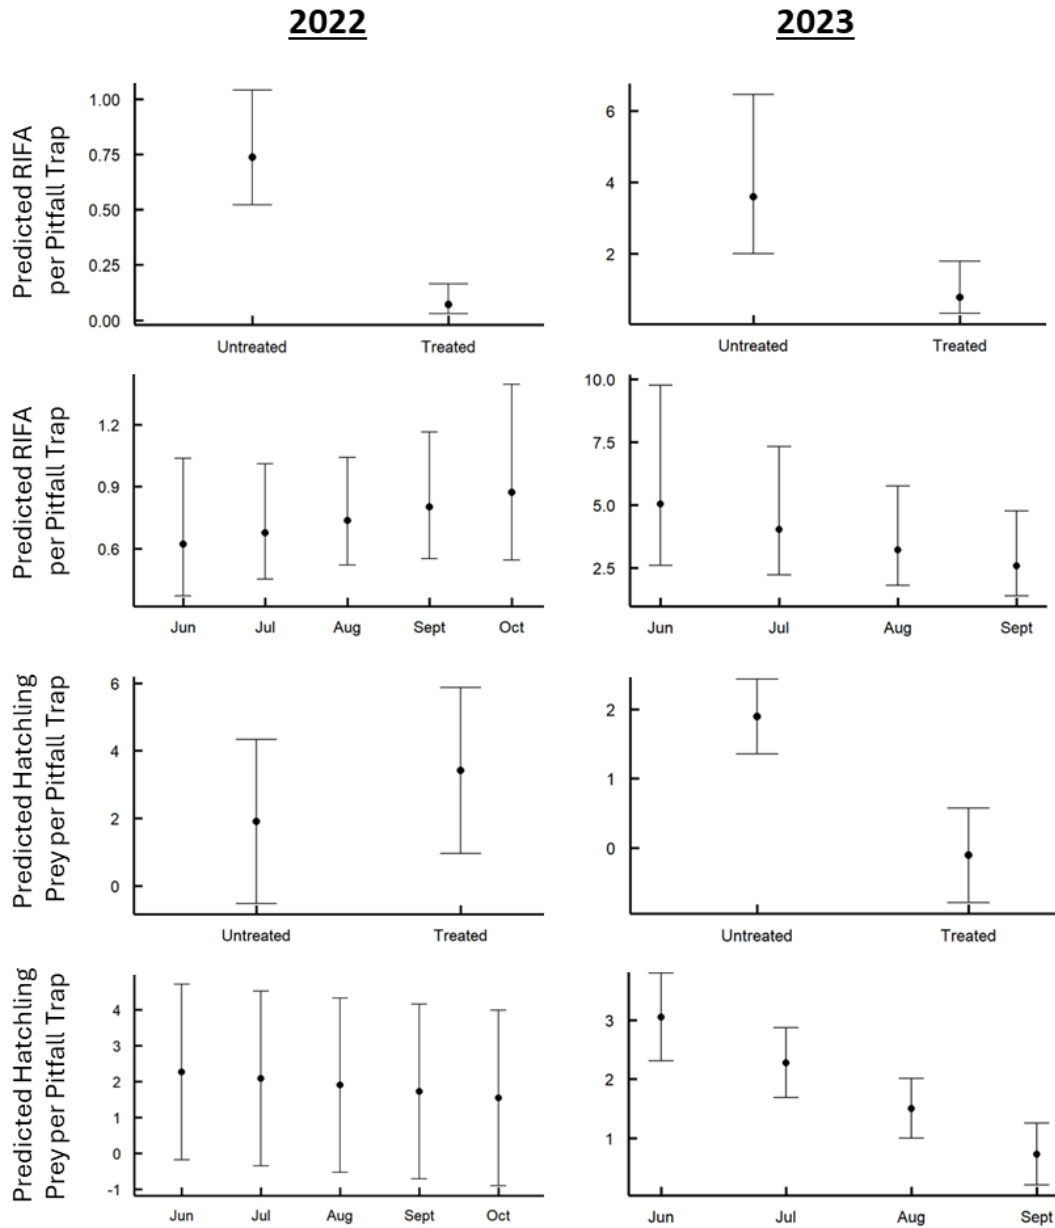 2022
2023
Predicted RIFA
per Pitfall Trap
1.00
0.75
0.50
0.25
0.00
Untreated
Treated
6
4
2
Untreated
Treated
Predicted RIFA
per Pitfall Trap
1.2
0.9
0.6
Jun
Jul
Aug
Sept
Oct
10.0
7.5
5.0
2.5
Jun
Jul
Aug
Sept
Predicted Hatchling
Prey per Pitfall Trap
6
4
2
0
Untreated
Treated
2
1
0
Untreated
Treated
Predicted Hatchling
Prey per Pitfall Trap
4
3
2
1
0
-1
Jun
Jul
Aug
Sept
Oct
3
2
1
Jun
Jul
Aug
Sept